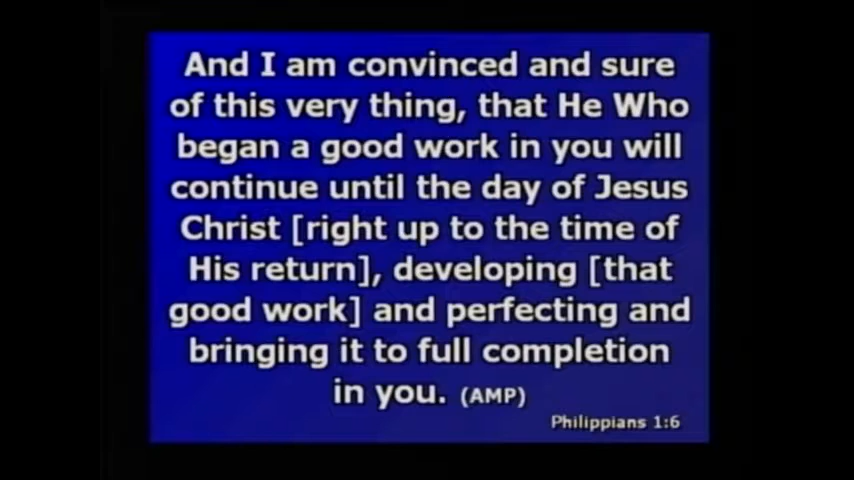 And I am convinced and sure
of this very thing, that He Who
began a good work in you will
continue until the day of Jesus
Christ [right up to the time of
His return], developing [that
good work] and perfecting and
bringing it to full completion
in you. (AMP)
Philippians 1:6